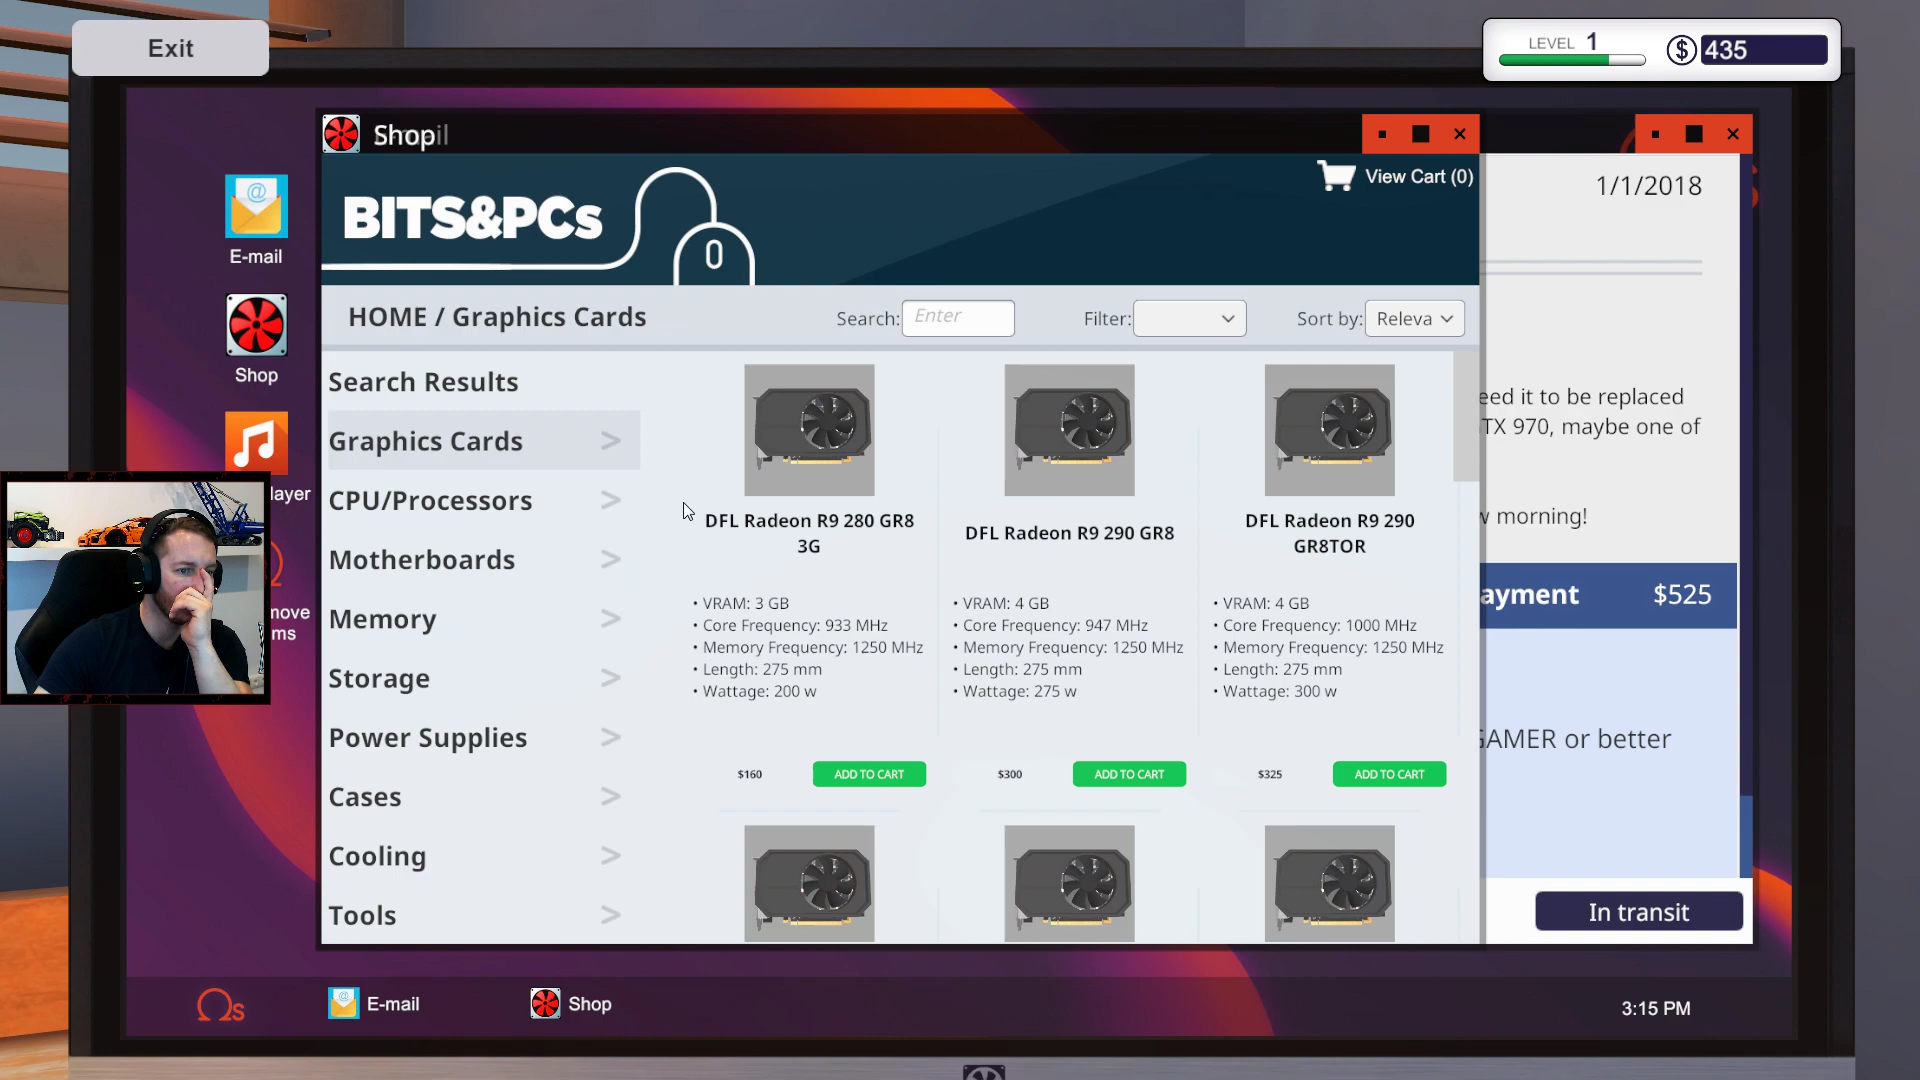 Exit
LEVEL 1
$ 435
Shop
View Cart (0)
BITS&PCs
1/1/2018
HOME / Graphics Cards
Search:
Enter
Filter:
Sort by:
Releva
E-mail
Shop
Search Results
Graphics Cards >
CPU/Processors >
Motherboards >
Memory >
Storage >
Power Supplies >
Cases >
Cooling >
Tools >
DFL Radeon R9 280 GR8
3G
• VRAM: 3 GB
• Core Frequency: 933 MHz
• Memory Frequency: 1250 MHz
• Length: 275 mm
• Wattage: 200 w
$160
ADD TO CART
DFL Radeon R9 290 GR8
• VRAM: 4 GB
• Core Frequency: 947 MHz
• Memory Frequency: 1250 MHz
• Length: 275 mm
• Wattage: 275 w
$300
ADD TO CART
DFL Radeon R9 290
GR8TOR
• VRAM: 4 GB
• Core Frequency: 1000 MHz
• Memory Frequency: 1250 MHz
• Length: 275 mm
• Wattage: 300 w
$325
ADD TO CART
eed it to be replaced
TX 970, maybe one of
morning!
ayment $525
GAMER or better
In transit
layer
move
ms
Ωs
E-mail
Shop
3:15 PM